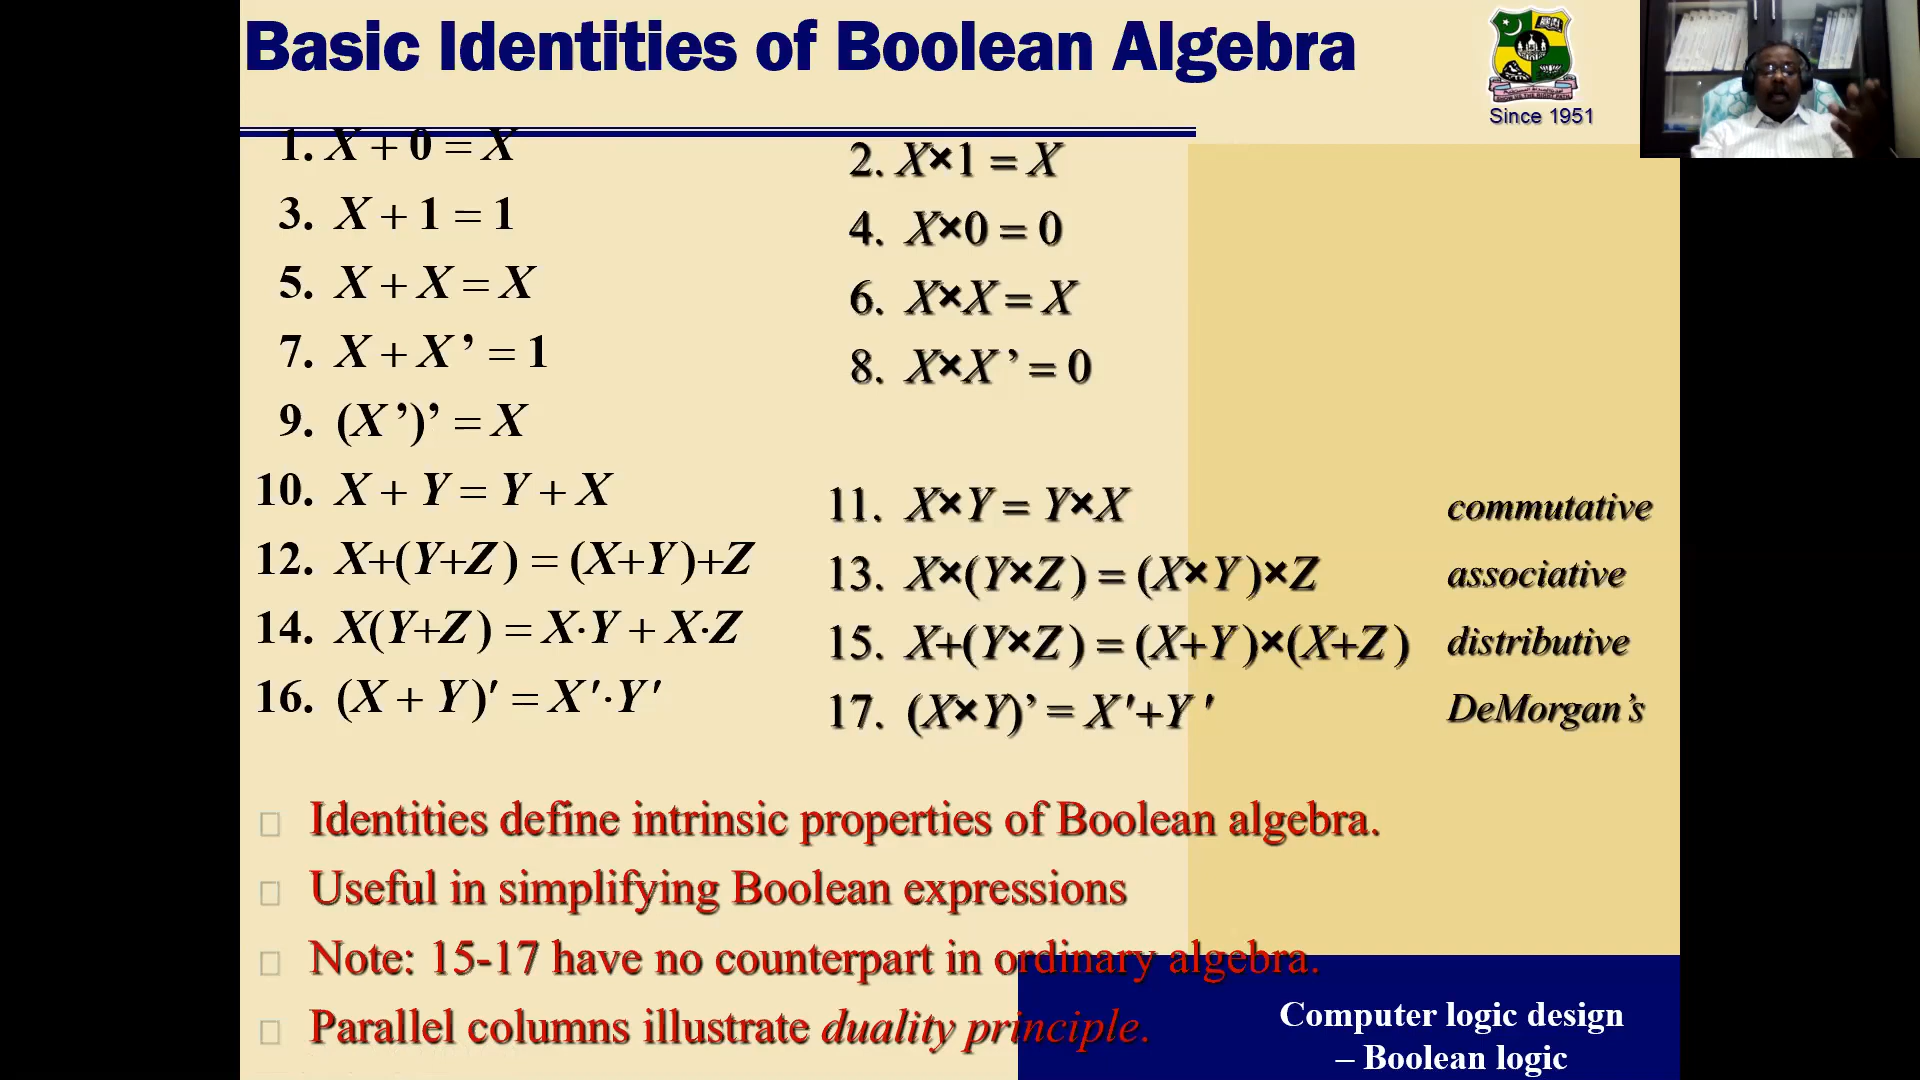 Basic Identities of Boolean Algebra
Since 1951
1. X + 0 = X
2. X×1 = X
3. X + 1 = 1
4. X×0 = 0
5. X + X = X
6. X×X = X
7. X + X’ = 1
8. X×X’ = 0
9. (X’)’ = X
10. X + Y = Y + X
11. X×Y = Y×X
commutative
12. X+(Y+Z) = (X+Y)+Z
13. X×(Y×Z) = (X×Y)×Z
associative
14. X(Y+Z) = X·Y + X·Z
15. X+(Y×Z) = (X+Y)×(X+Z)
distributive
16. (X + Y)′ = X′·Y′
17. (X×Y)’ = X′+Y′
DeMorgan’s
Identities define intrinsic properties of Boolean algebra.
Useful in simplifying Boolean expressions
Note: 15-17 have no counterpart in ordinary algebra.
Parallel columns illustrate duality principle.
Computer logic design
– Boolean logic